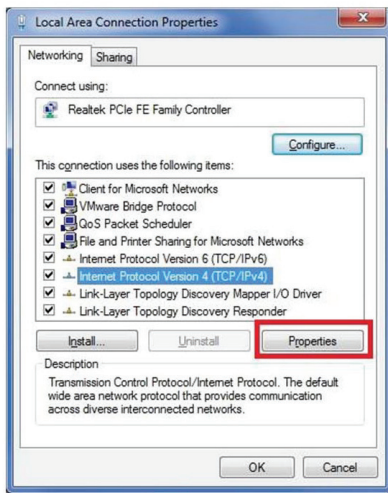 Local Area Connection Properties
Networking
Sharing
Connect using:
Realtek PCIe FE Family Controller
Configure...
This connection uses the following items:
Client for Microsoft Networks
VMware Bridge Protocol
QoS Packet Scheduler
File and Printer Sharing for Microsoft Networks
Internet Protocol Version 6 (TCP/IPv6)
Internet Protocol Version 4 (TCP/IPv4)
Link-Layer Topology Discovery Mapper I/O Driver
Link-Layer Topology Discovery Responder
Install...
Uninstall
Properties
Description
Transmission Control Protocol/Internet Protocol. The default
wide area network protocol that provides communication
across diverse interconnected networks.
OK
Cancel